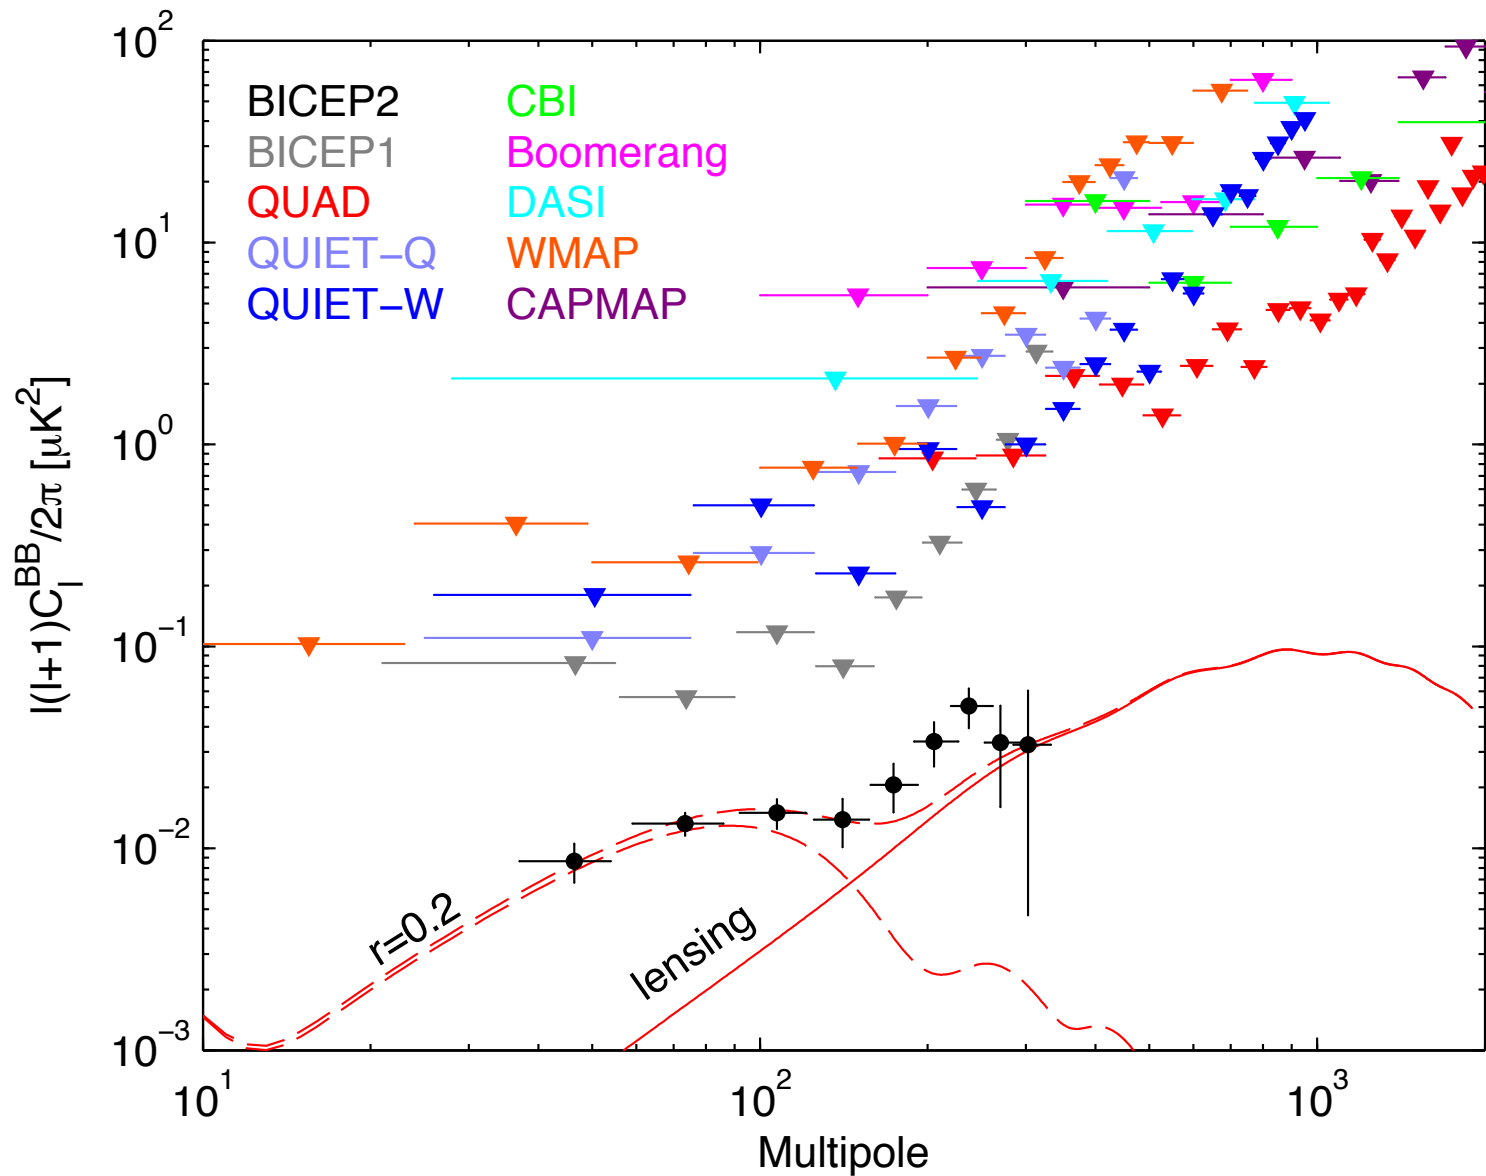 10²
10¹
10⁰
10⁻¹
10⁻²
10⁻³
l(l+1)C_l^BB/2π [μK²]
BICEP2 CBI
BICEP1 Boomerang
QUAD DASI
QUIET−Q WMAP
QUIET−W CAPMAP
r=0.2
lensing
10¹ 10² 10³
Multipole